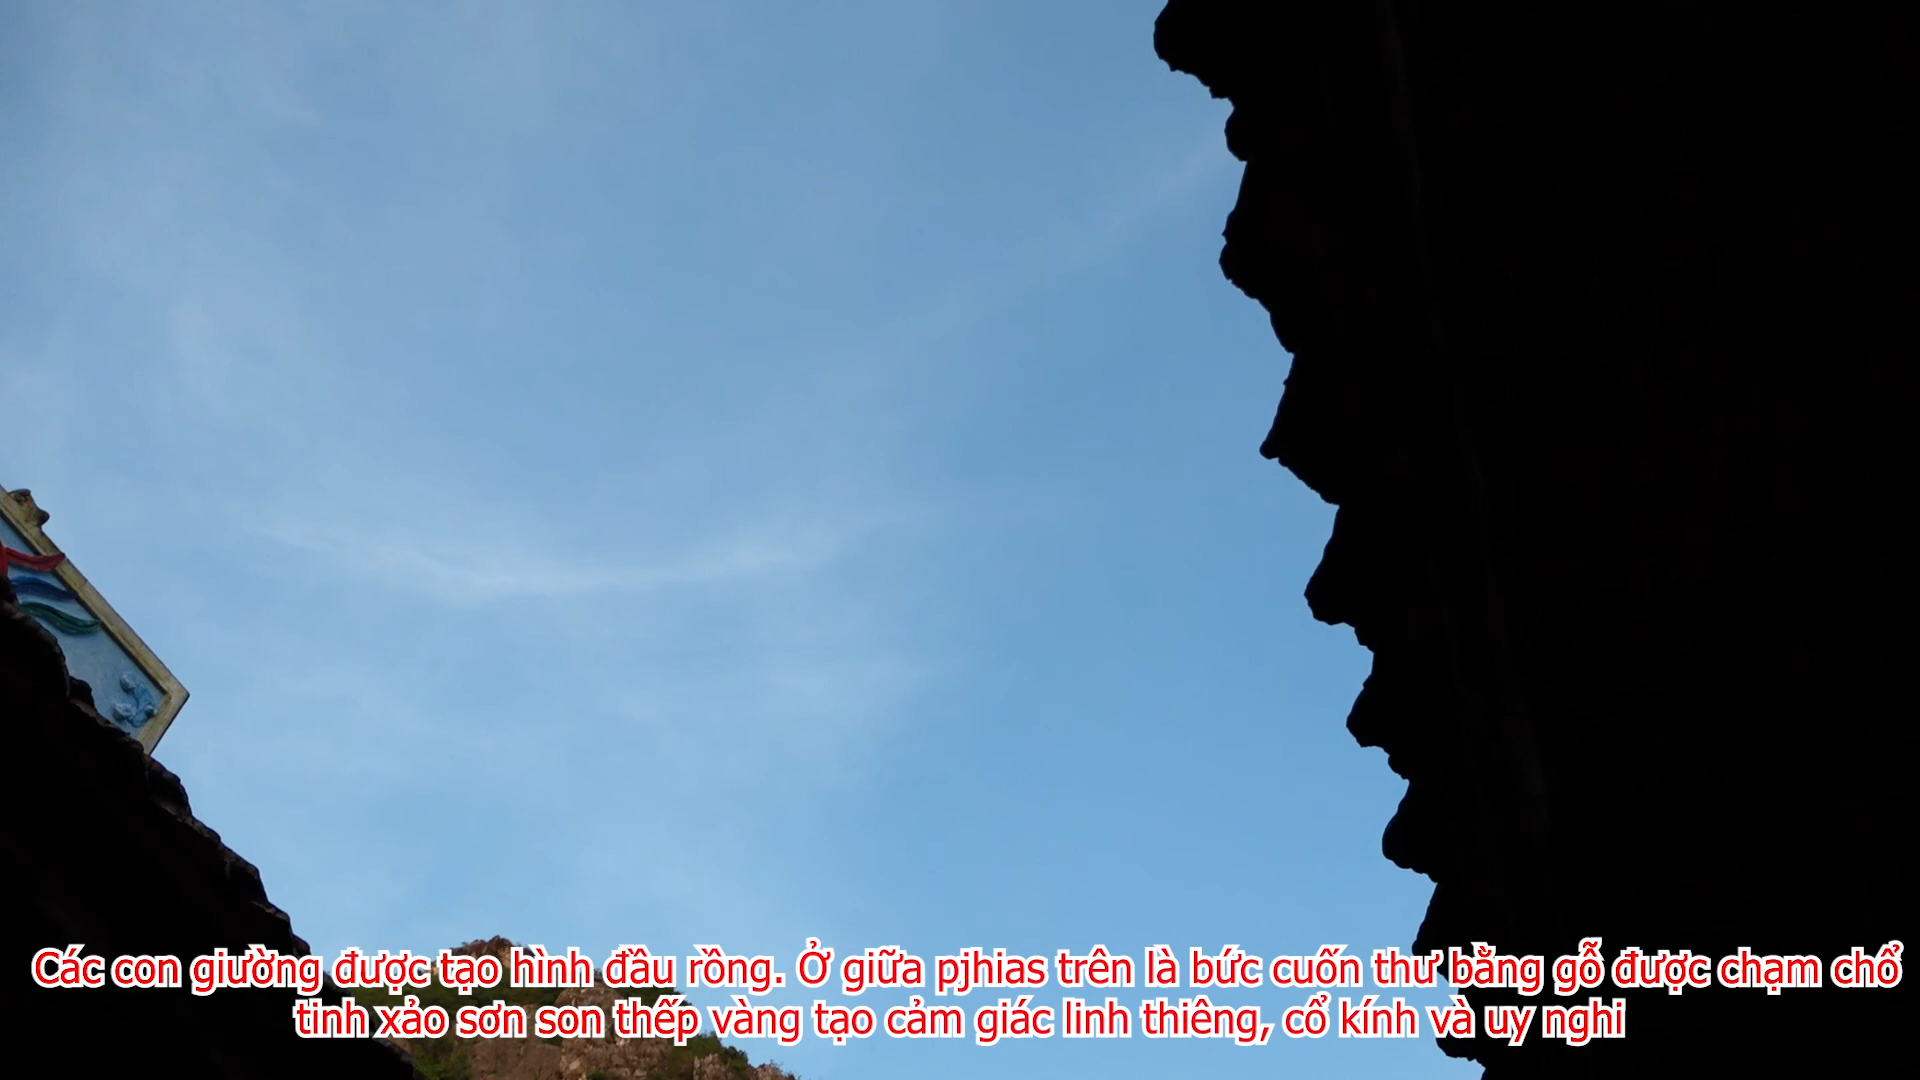 Các con giường được tạo hình đầu rồng. Ở giữa pjhias trên là bức cuốn thư bằng gỗ được chạm chổ
tinh xảo sơn son thếp vàng tạo cảm giác linh thiêng, cổ kính và uy nghi